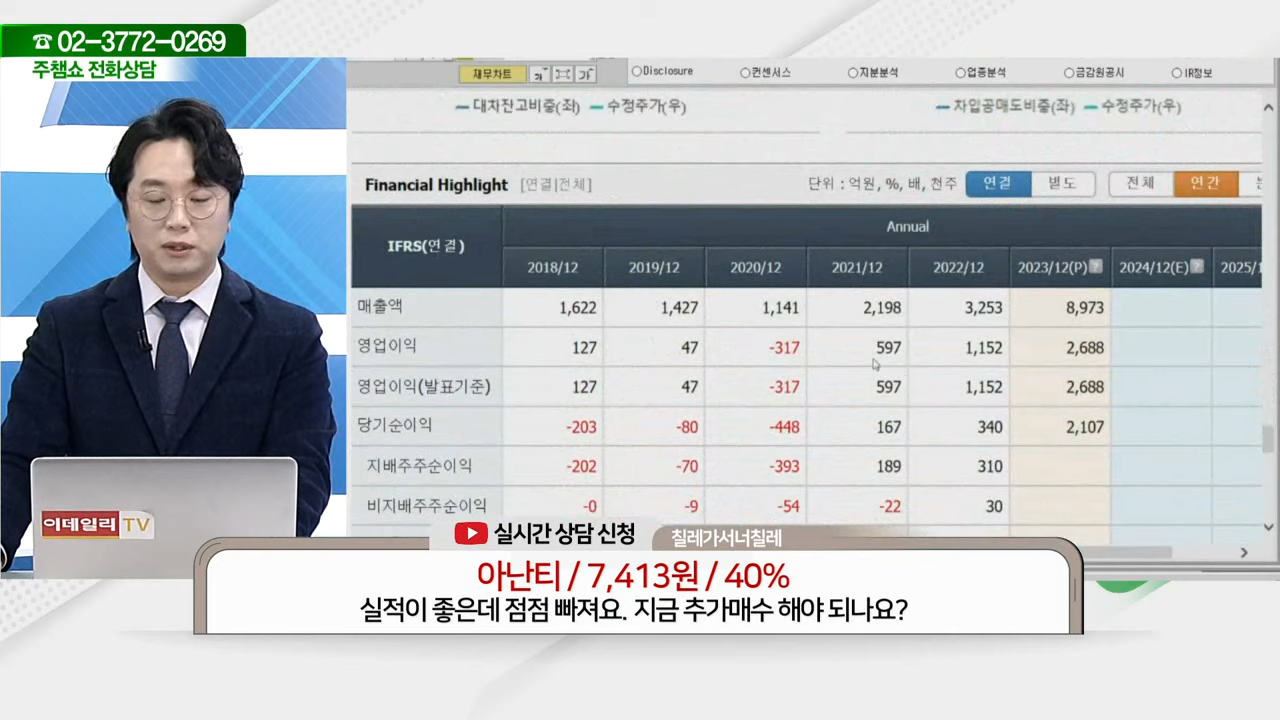 ☎ 02-3772-0269
주챔쇼 전화상담
재무차트 가 가 Disclosure 컨센서스 지분분석 업종분석 금감원공시 IR정보
대차잔고비중(좌) 수정주가(우) 차입공매도비중(좌) 수정주가(우)
Financial Highlight [연결|전체] 단위 : 억원, %, 배, 천주 연결 별도 전체 연간
IFRS(연결) Annual
2018/12 2019/12 2020/12 2021/12 2022/12 2023/12(P) 2024/12(E) 2025/1
매출액 1,622 1,427 1,141 2,198 3,253 8,973
영업이익 127 47 -317 597 1,152 2,688
영업이익(발표기준) 127 47 -317 597 1,152 2,688
당기순이익 -203 -80 -448 167 340 2,107
지배주주순이익 -202 -70 -393 189 310
비지배주주순이익 -0 -9 -54 -22 30
이데일리TV
실시간 상담 신청 칠레가서너칠레
아난티 / 7,413원 / 40%
실적이 좋은데 점점 빠져요. 지금 추가매수 해야 되나요?